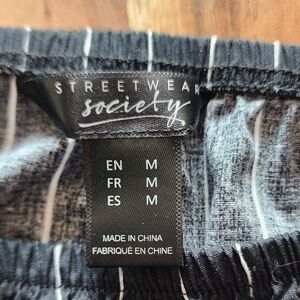 STREETWEAR
society
EN M
FR M
ES M
MADE IN CHINA
FABRIQUÉ EN CHINE